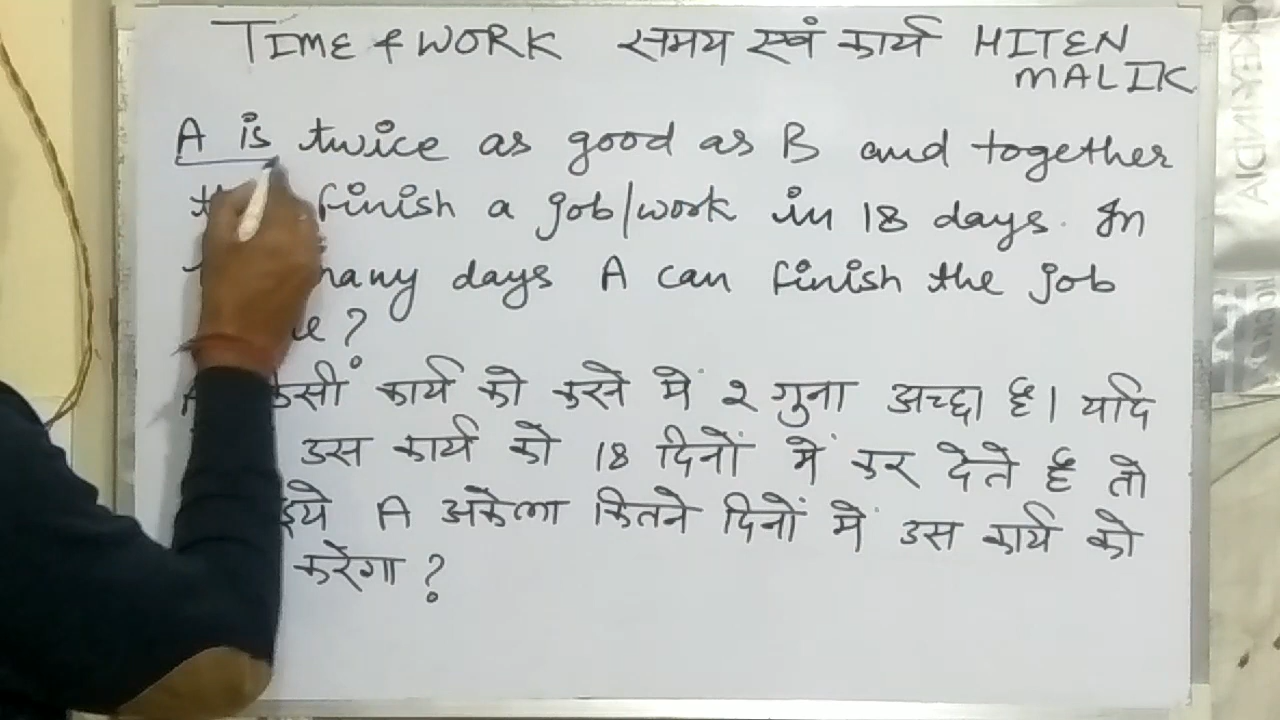 TIME & WORK समय एवं कार्य HITEN
MALIK
A is twice as good as B and together
finish a job/work in 18 days. In
many days A can finish the job
?
कार्य को करने में २ गुना अच्छा है। यदि
उस कार्य को 18 दिनों में कर देते है तो
A अकेला कितने दिनों में उस कार्य को
करेगा ?